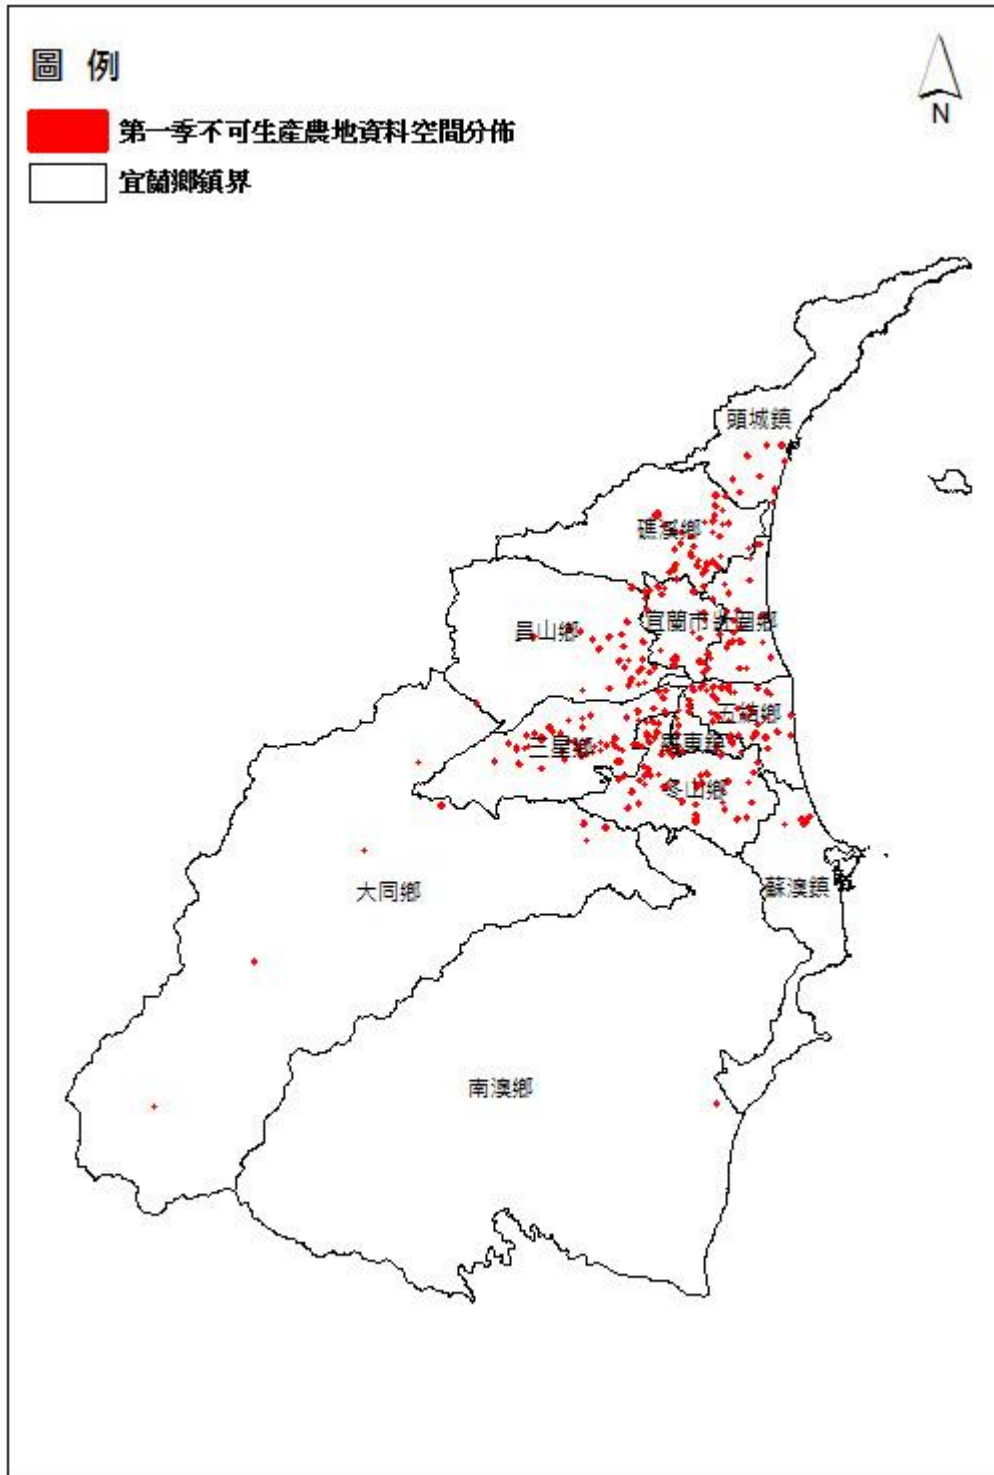 圖 例
N
第一季不可生產農地資料空間分佈
宜蘭鄉鎮界
頭城鎮
礁溪鄉
員山鄉
宜蘭市
壯圍鄉
五結鄉
三星鄉
羅東鎮
冬山鄉
大同鄉
蘇澳鎮
南澳鄉